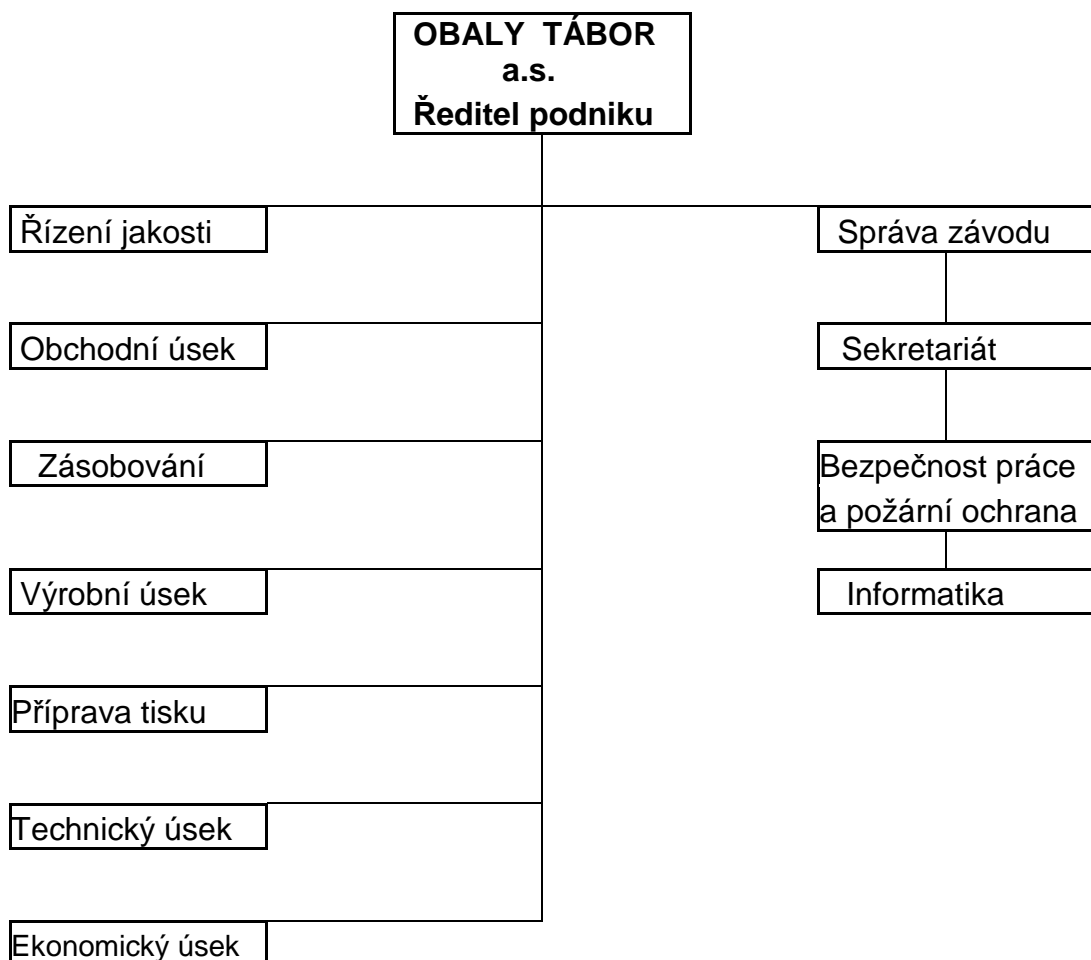 OBALY TÁBOR
a.s.
Ředitel podniku
Řízení jakosti
Správa závodu
Obchodní úsek
Sekretariát
Zásobování
Bezpečnost práce
a požární ochrana
Výrobní úsek
Informatika
Příprava tisku
Technický úsek
Ekonomický úsek